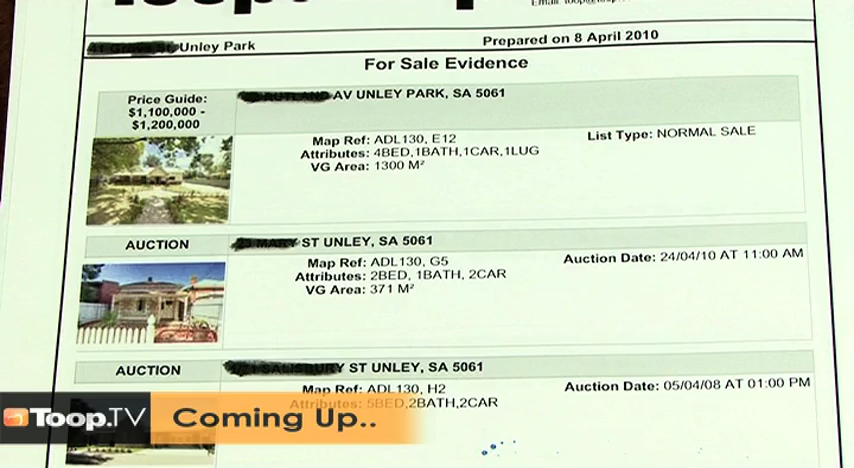 Unley Park
Prepared on 8 April 2010
For Sale Evidence
Price Guide:
$1,100,000 -
$1,200,000
AV UNLEY PARK, SA 5061
Map Ref: ADL130, E12
List Type: NORMAL SALE
Attributes: 4BED,1BATH,1CAR,1LUG
VG Area: 1300 M²
AUCTION
ST UNLEY, SA 5061
Map Ref: ADL130, G5
Auction Date: 24/04/10 AT 11:00 AM
Attributes: 2BED, 1BATH, 2CAR
VG Area: 371 M²
AUCTION
ST UNLEY, SA 5061
Map Ref: ADL130, H2
Auction Date: 05/04/08 AT 01:00 PM
Attributes: 5BED,2BATH,2CAR
Toop.TV Coming Up..